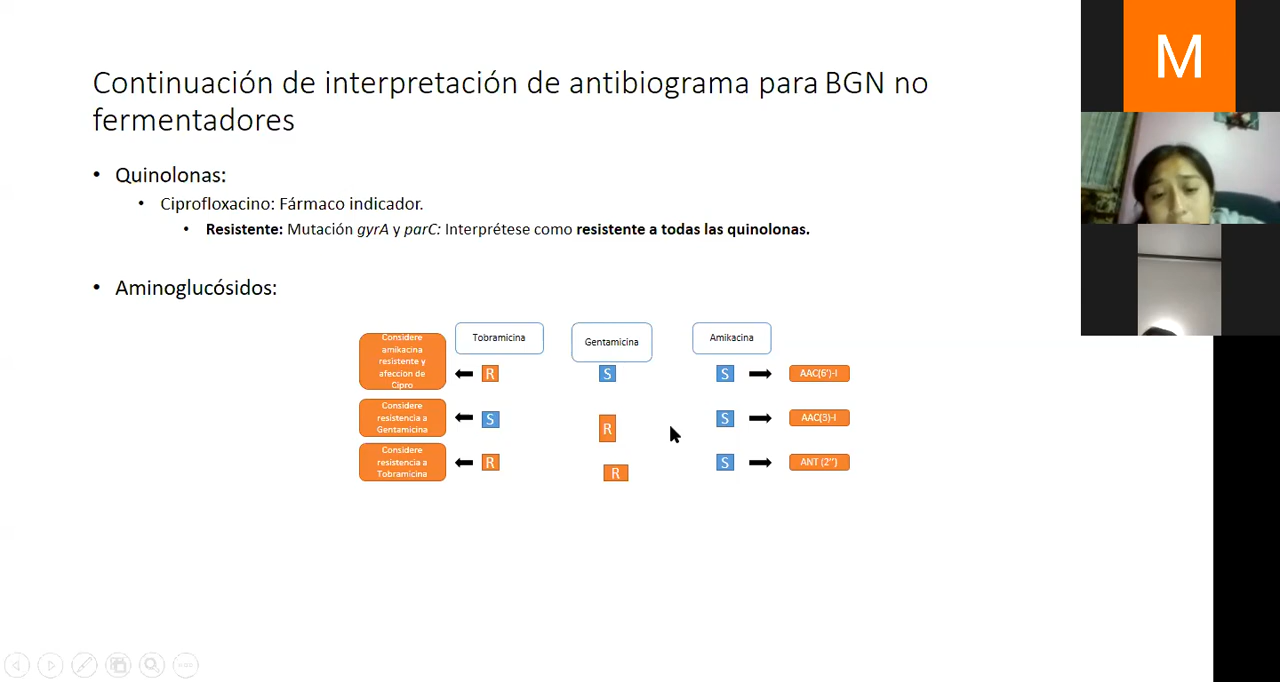 M
Continuación de interpretación de antibiograma para BGN no
fermentadores
• Quinolonas:
• Ciprofloxacino: Fármaco indicador.
• Resistente: Mutación gyrA y parC: Interprétese como resistente a todas las quinolonas.
• Aminoglucósidos:
Tobramicina
Gentamicina
Amikacina
Considere
amikacina
resistente y
afeccion de
Cipro
R
S
S
AAC(6')-I
Considere
resistencia a
Gentamicina
S
R
S
AAC(3)-I
Considere
resistencia a
Tobramicina
R
R
S
ANT (2'')